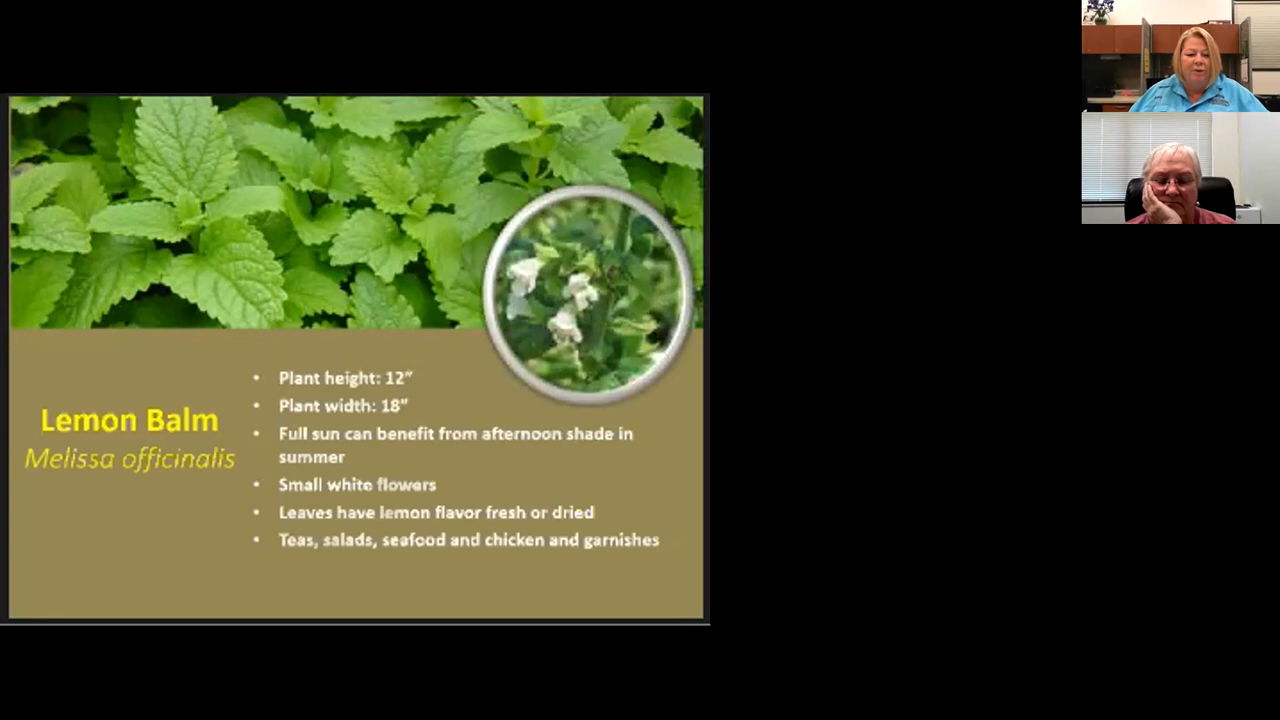 Lemon Balm
Melissa officinalis
• Plant height: 12”
• Plant width: 18”
• Full sun can benefit from afternoon shade in
summer
• Small white flowers
• Leaves have lemon flavor fresh or dried
• Teas, salads, seafood and chicken and garnishes